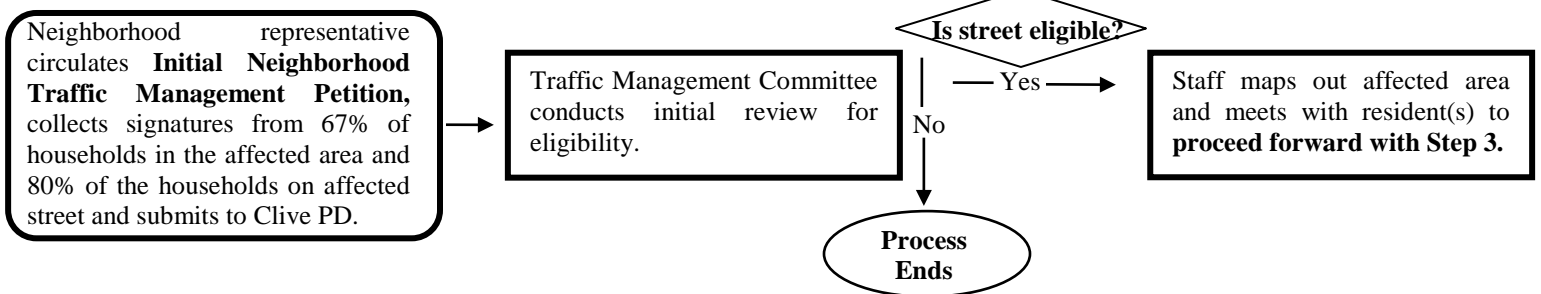 Neighborhood representative
circulates Initial Neighborhood
Traffic Management Petition,
collects signatures from 67% of
households in the affected area and
80% of the households on affected
street and submits to Clive PD.
Traffic Management Committee
conducts initial review for
eligibility.
Is street eligible?
Yes
No
Process
Ends
Staff maps out affected area
and meets with resident(s) to
proceed forward with Step 3.